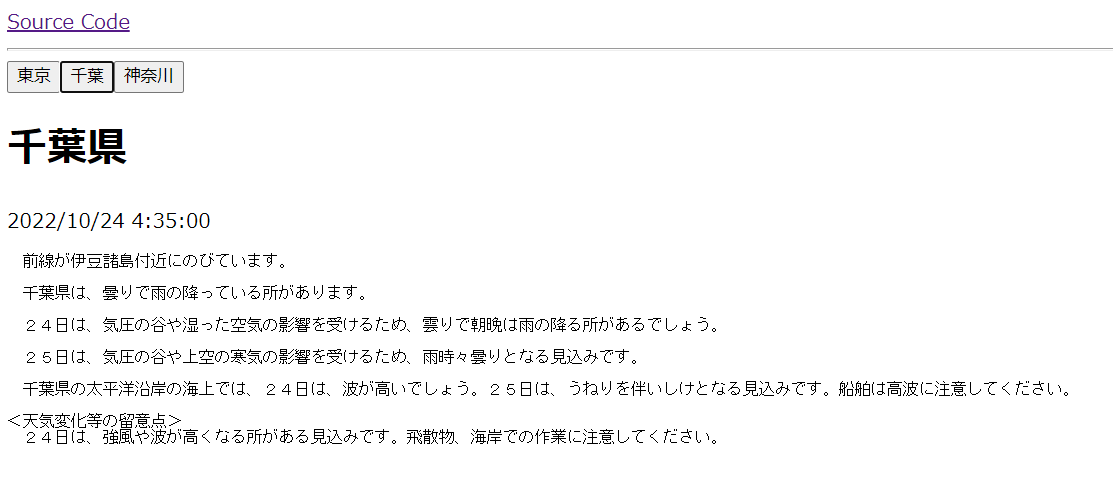 Source Code
東京 千葉 神奈川
千葉県
2022/10/24 4:35:00
　前線が伊豆諸島付近にのびています。
　千葉県は、曇りで雨の降っている所があります。
　２４日は、気圧の谷や湿った空気の影響を受けるため、曇りで朝晩は雨の降る所があるでしょう。
　２５日は、気圧の谷や上空の寒気の影響を受けるため、雨時々曇りとなる見込みです。
　千葉県の太平洋沿岸の海上では、２４日は、波が高いでしょう。２５日は、うねりを伴いしけとなる見込みです。船舶は高波に注意してください。
＜天気変化等の留意点＞
　２４日は、強風や波が高くなる所がある見込みです。飛散物、海岸での作業に注意してください。